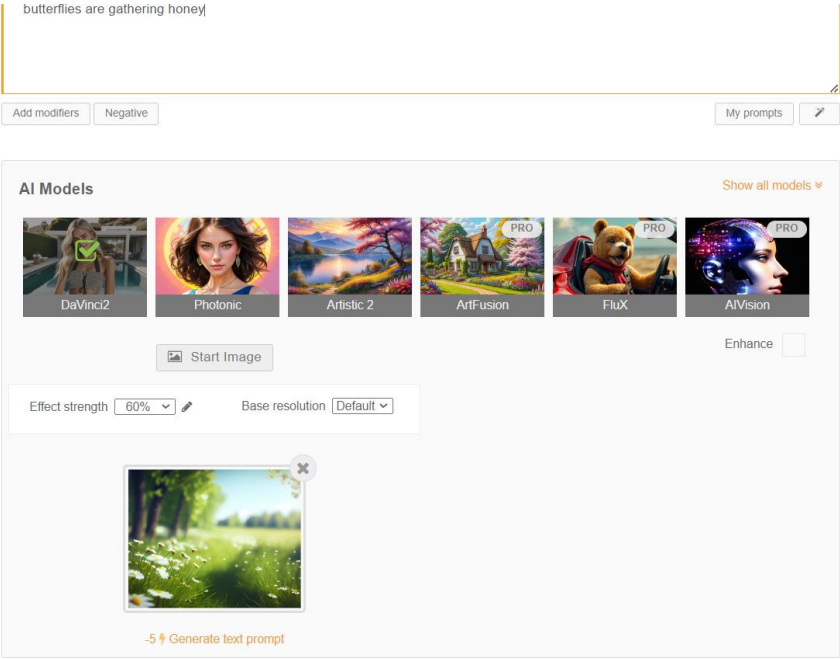 butterflies are gathering honey
Add modifiers Negative My prompts
AI Models Show all models
PRO PRO PRO
DaVinci2 Photonic Artistic 2 ArtFusion FluX AIVision
Start Image Enhance
Effect strength 60% Base resolution Default
-5 Generate text prompt